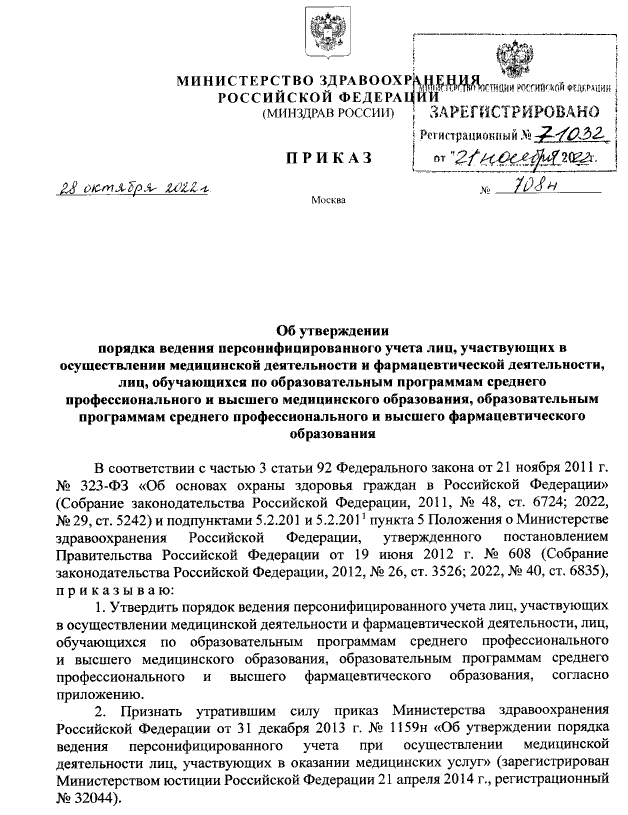 МИНИСТЕРСТВО ЗДРАВООХРАНЕНИЯ
РОССИЙСКОЙ ФЕДЕРАЦИИ
(МИНЗДРАВ РОССИИ)
МИНИСТЕРСТВО ЮСТИЦИИ РОССИЙСКОЙ ФЕДЕРАЦИИ
ЗАРЕГИСТРИРОВАНО
Регистрационный № 71032
от "21 ноября 2022г.
ПРИКАЗ
28 октября 2022 г.
№ 708н
Москва
Об утверждении
порядка ведения персонифицированного учета лиц, участвующих в
осуществлении медицинской деятельности и фармацевтической деятельности,
лиц, обучающихся по образовательным программам среднего
профессионального и высшего медицинского образования, образовательным
программам среднего профессионального и высшего фармацевтического
образования
В соответствии с частью 3 статьи 92 Федерального закона от 21 ноября 2011 г.
№ 323-ФЗ «Об основах охраны здоровья граждан в Российской Федерации»
(Собрание законодательства Российской Федерации, 2011, № 48, ст. 6724; 2022,
№ 29, ст. 5242) и подпунктами 5.2.201 и 5.2.201¹ пункта 5 Положения о Министерстве
здравоохранения Российской Федерации, утвержденного постановлением
Правительства Российской Федерации от 19 июня 2012 г. № 608 (Собрание
законодательства Российской Федерации, 2012, № 26, ст. 3526; 2022, № 40, ст. 6835),
п р и к а з ы в а ю:
1. Утвердить порядок ведения персонифицированного учета лиц, участвующих
в осуществлении медицинской деятельности и фармацевтической деятельности, лиц,
обучающихся по образовательным программам среднего профессионального
и высшего медицинского образования, образовательным программам среднего
профессионального и высшего фармацевтического образования, согласно
приложению.
2. Признать утратившим силу приказ Министерства здравоохранения
Российской Федерации от 31 декабря 2013 г. № 1159н «Об утверждении порядка
ведения персонифицированного учета при осуществлении медицинской
деятельности лиц, участвующих в оказании медицинских услуг» (зарегистрирован
Министерством юстиции Российской Федерации 21 апреля 2014 г., регистрационный
№ 32044).